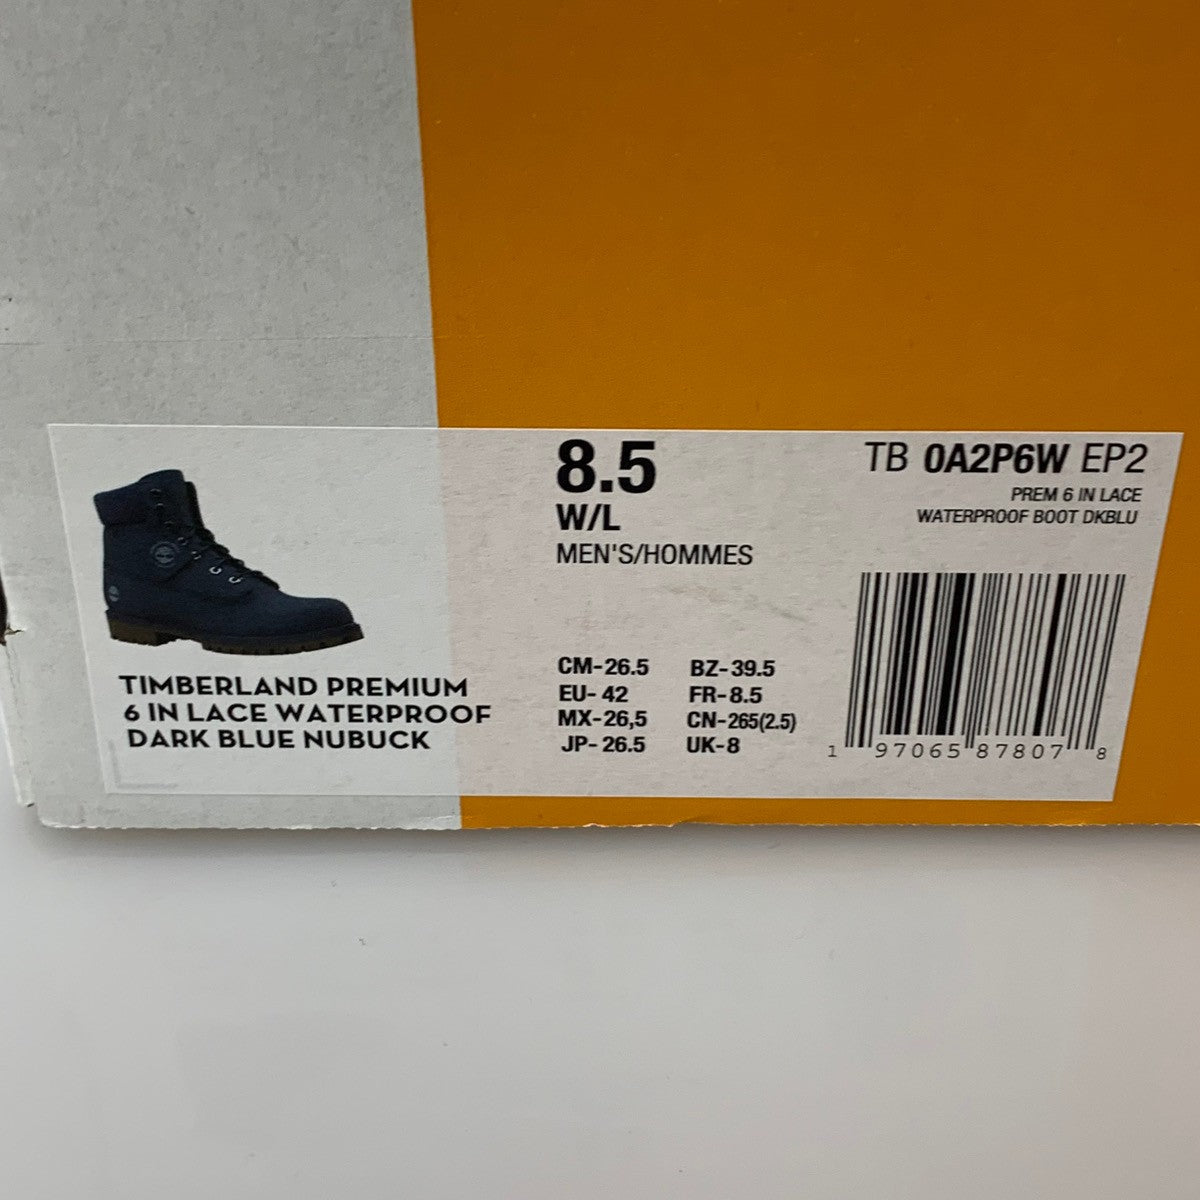 8.5
W/L
MEN'S/HOMMES
TB 0A2P6W EP2
PREM 6 IN LACE
WATERPROOF BOOT DKBLU
TIMBERLAND PREMIUM
6 IN LACE WATERPROOF
DARK BLUE NUBUCK
CM-26.5 BZ-39.5
EU-42 FR-8.5
MX-26,5 CN-265(2.5)
JP-26.5 UK-8
1 97065 87807 8